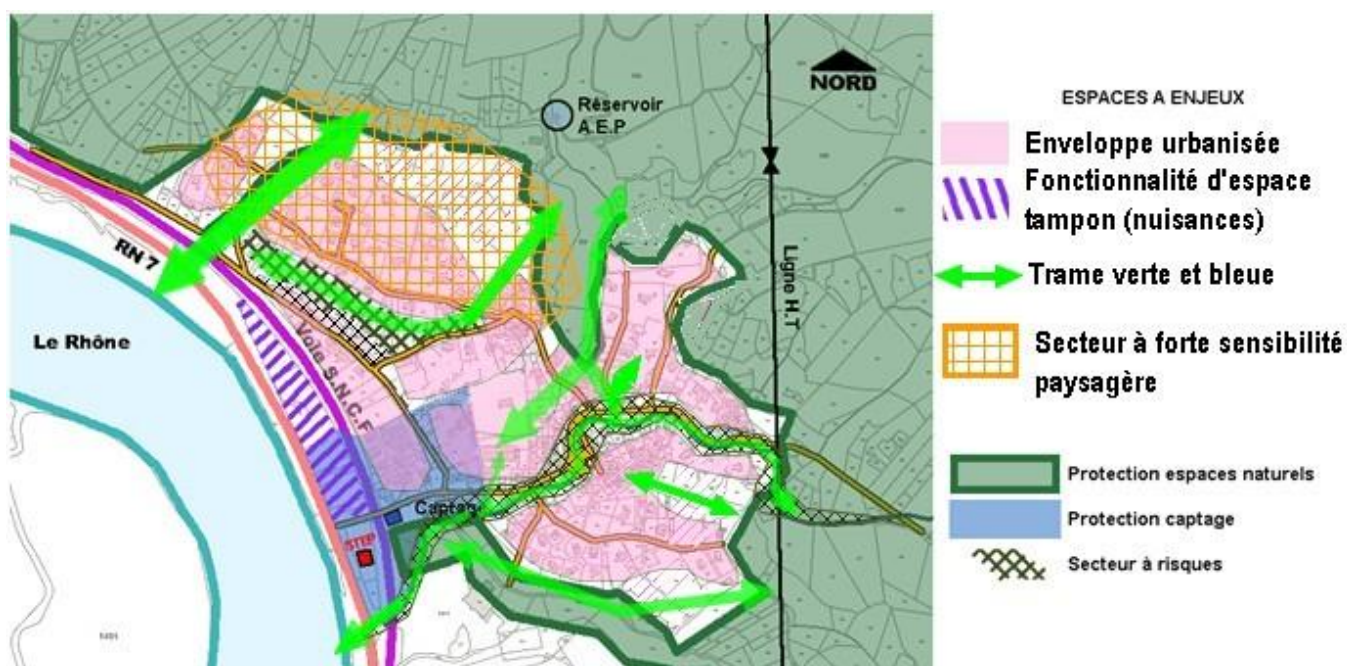 NORD
Réservoir
A.E.P
RN 7
Le Rhône
Voie S.N.C.F
Ligne H.T
Captag
STEP
ESPACES A ENJEUX
Enveloppe urbanisée
Fonctionnalité d'espace
tampon (nuisances)
Trame verte et bleue
Secteur à forte sensibilité
paysagère
Protection espaces naturels
Protection captage
Secteur à risques